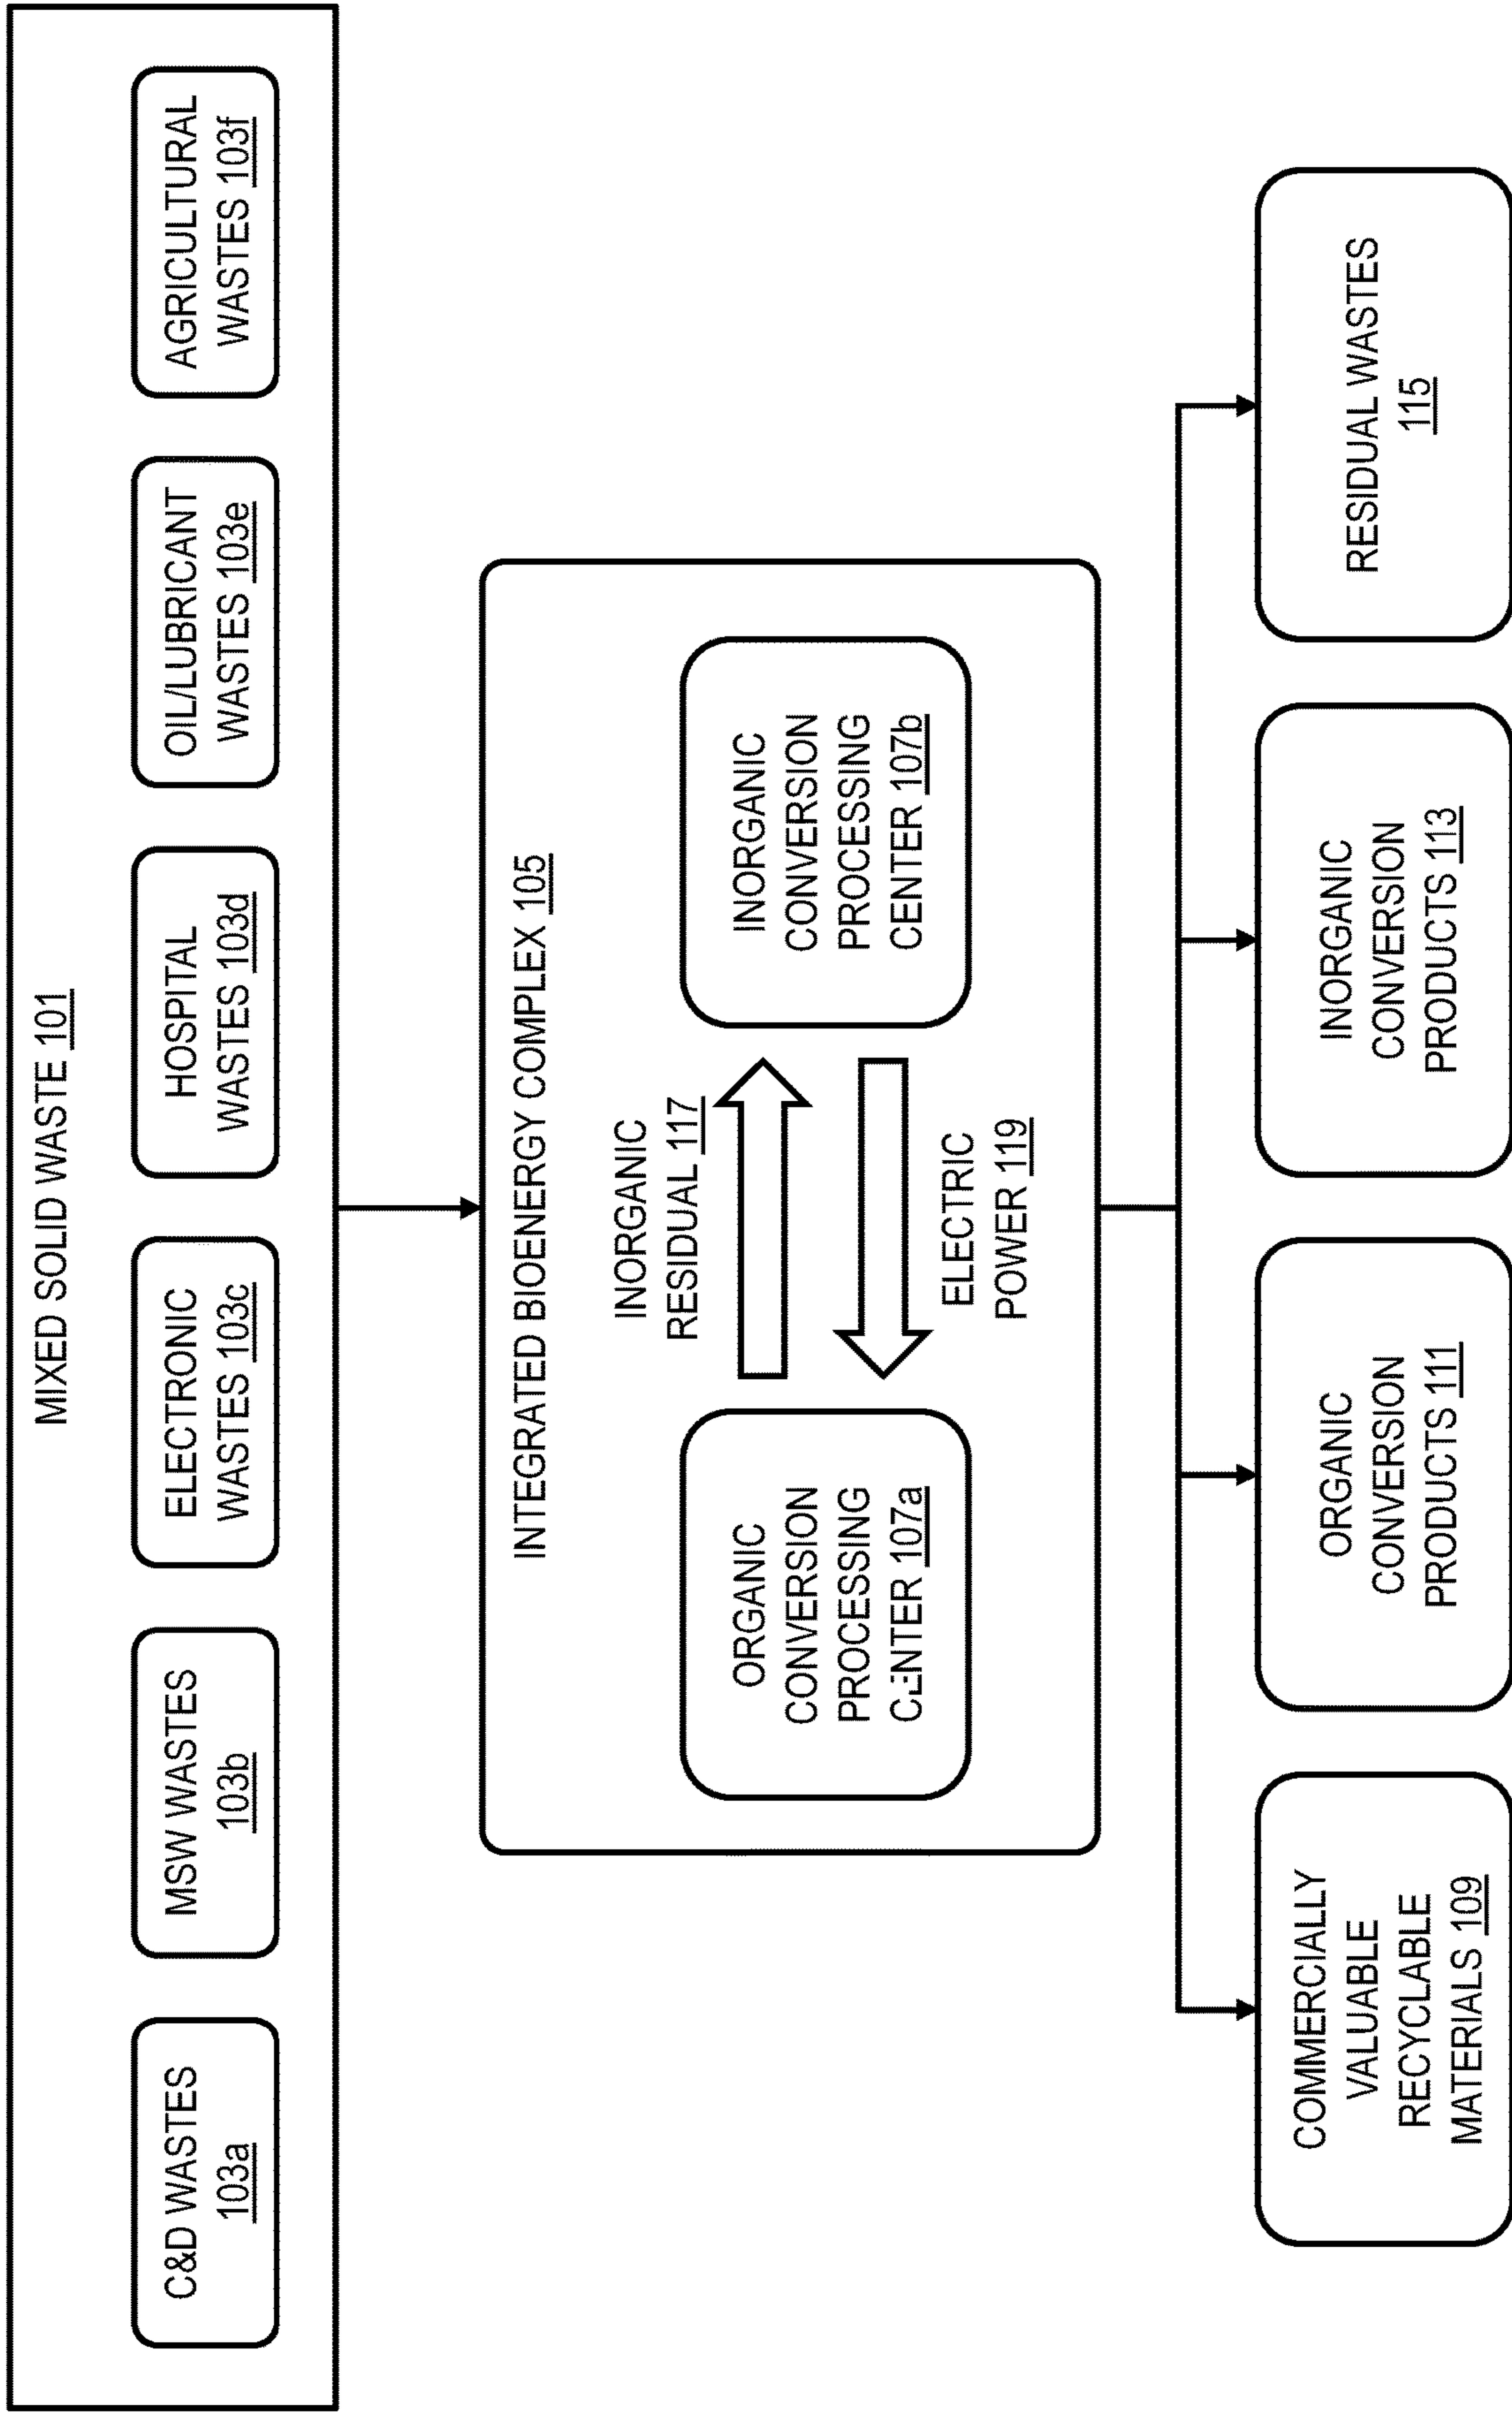 MIXED SOLID WASTE 101
C&D WASTES
103a
MSW WASTES
103b
ELECTRONIC
WASTES 103c
HOSPITAL
WASTES 103d
OIL/LUBRICANT
WASTES 103e
AGRICULTURAL
WASTES 103f
INTEGRATED BIOENERGY COMPLEX 105
ORGANIC
CONVERSION
PROCESSING
CENTER 107a
INORGANIC
RESIDUAL 117
ELECTRIC
POWER 119
INORGANIC
CONVERSION
PROCESSING
CENTER 107b
COMMERCIALLY
VALUABLE
RECYCLABLE
MATERIALS 109
ORGANIC
CONVERSION
PRODUCTS 111
INORGANIC
CONVERSION
PRODUCTS 113
RESIDUAL WASTES
115